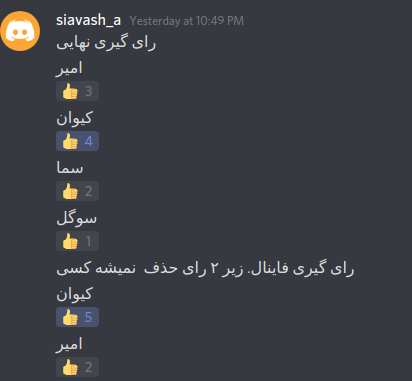 siavash_a Yesterday at 10:49 PM
رای گیری نهایی
امیر
👍 3
کیوان
👍 4
سما
👍 2
سوگل
👍 1
رای گیری فاینال. زیر ۲ رای حذف نمیشه کسی
کیوان
👍 5
امیر
👍 2